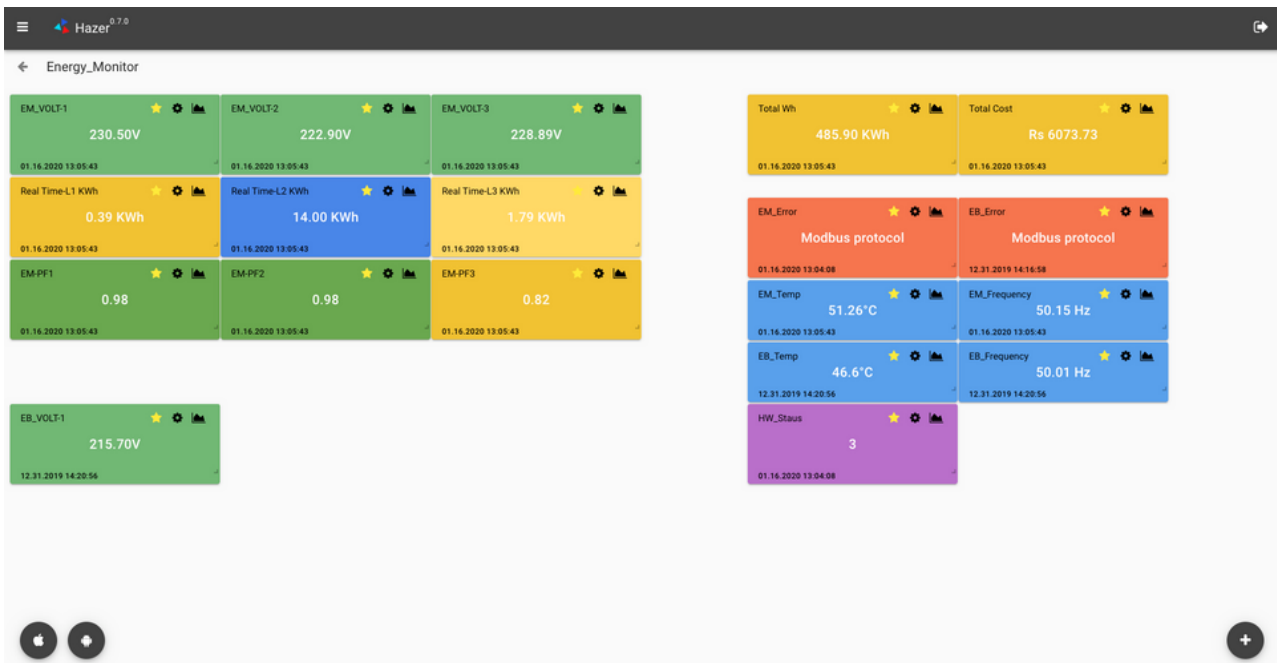 Hazer 0.7.0
Energy_Monitor
EM_VOLT-1
230.50V
01.16.2020 13:05:43
EM_VOLT-2
222.90V
01.16.2020 13:05:43
EM_VOLT-3
228.89V
01.16.2020 13:05:43
Real Time-L1 KWh
0.39 KWh
01.16.2020 13:05:43
Real Time-L2 KWh
14.00 KWh
01.16.2020 13:05:43
Real Time-L3 KWh
1.79 KWh
01.16.2020 13:05:43
EM-PF1
0.98
01.16.2020 13:05:43
EM-PF2
0.98
01.16.2020 13:05:43
EM-PF3
0.82
01.16.2020 13:05:43
EB_VOLT-1
215.70V
12.31.2019 14:20:56
Total Wh
485.90 KWh
01.16.2020 13:05:43
Total Cost
Rs 6073.73
01.16.2020 13:05:43
EM_Error
Modbus protocol
01.16.2020 13:04:08
EB_Error
Modbus protocol
12.31.2019 14:16:58
EM_Temp
51.26°C
01.16.2020 13:05:43
EM_Frequency
50.15 Hz
01.16.2020 13:05:43
EB_Temp
46.6°C
12.31.2019 14:20:56
EB_Frequency
50.01 Hz
12.31.2019 14:20:56
HW_Staus
3
01.16.2020 13:04:08